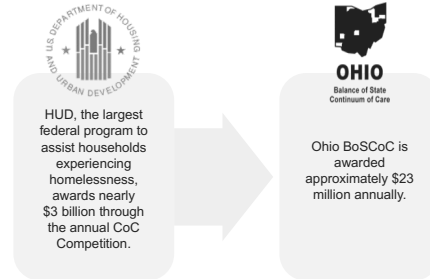 U.S. DEPARTMENT OF HOUSING
AND URBAN DEVELOPMENT
HUD, the largest
federal program to
assist households
experiencing
homelessness,
awards nearly
$3 billion through
the annual CoC
Competition.
OHIO
Balance of State
Continuum of Care
Ohio BoSCoC is
awarded
approximately $23
million annually.